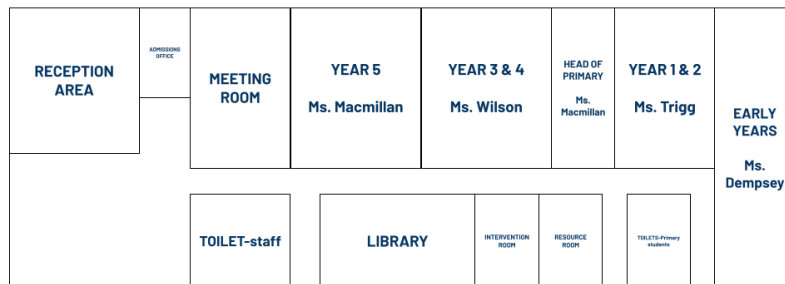 RECEPTION
AREA
ADMISSIONS
OFFICE
MEETING
ROOM
YEAR 5
Ms. Macmillan
YEAR 3 & 4
Ms. Wilson
HEAD OF
PRIMARY
Ms.
Macmillan
YEAR 1 & 2
Ms. Trigg
EARLY
YEARS
Ms.
Dempsey
TOILET-staff
LIBRARY
INTERVENTION
ROOM
RESOURCE
ROOM
TOILETS-Primary
students